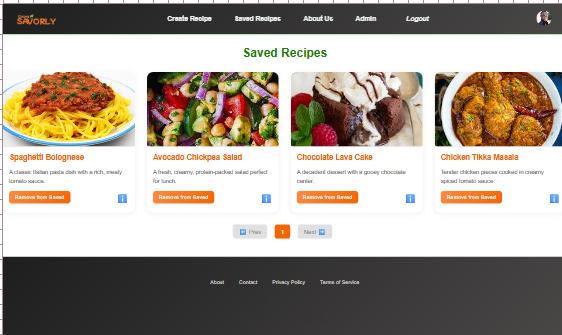 SAVORLY
Create Recipe Saved Recipes About Us Admin Logout
Saved Recipes
Spaghetti Bolognese
A classic Italian pasta dish with a rich, meaty
tomato sauce.
Remove from Saved
Avocado Chickpea Salad
A fresh, creamy, protein-packed salad perfect
for lunch.
Remove from Saved
Chocolate Lava Cake
A decadent dessert with a gooey chocolate
center.
Remove from Saved
Chicken Tikka Masala
Tender chicken pieces cooked in creamy
spiced tomato sauce.
Remove from Saved
Prev 1 Next
About Contact Privacy Policy Terms of Service